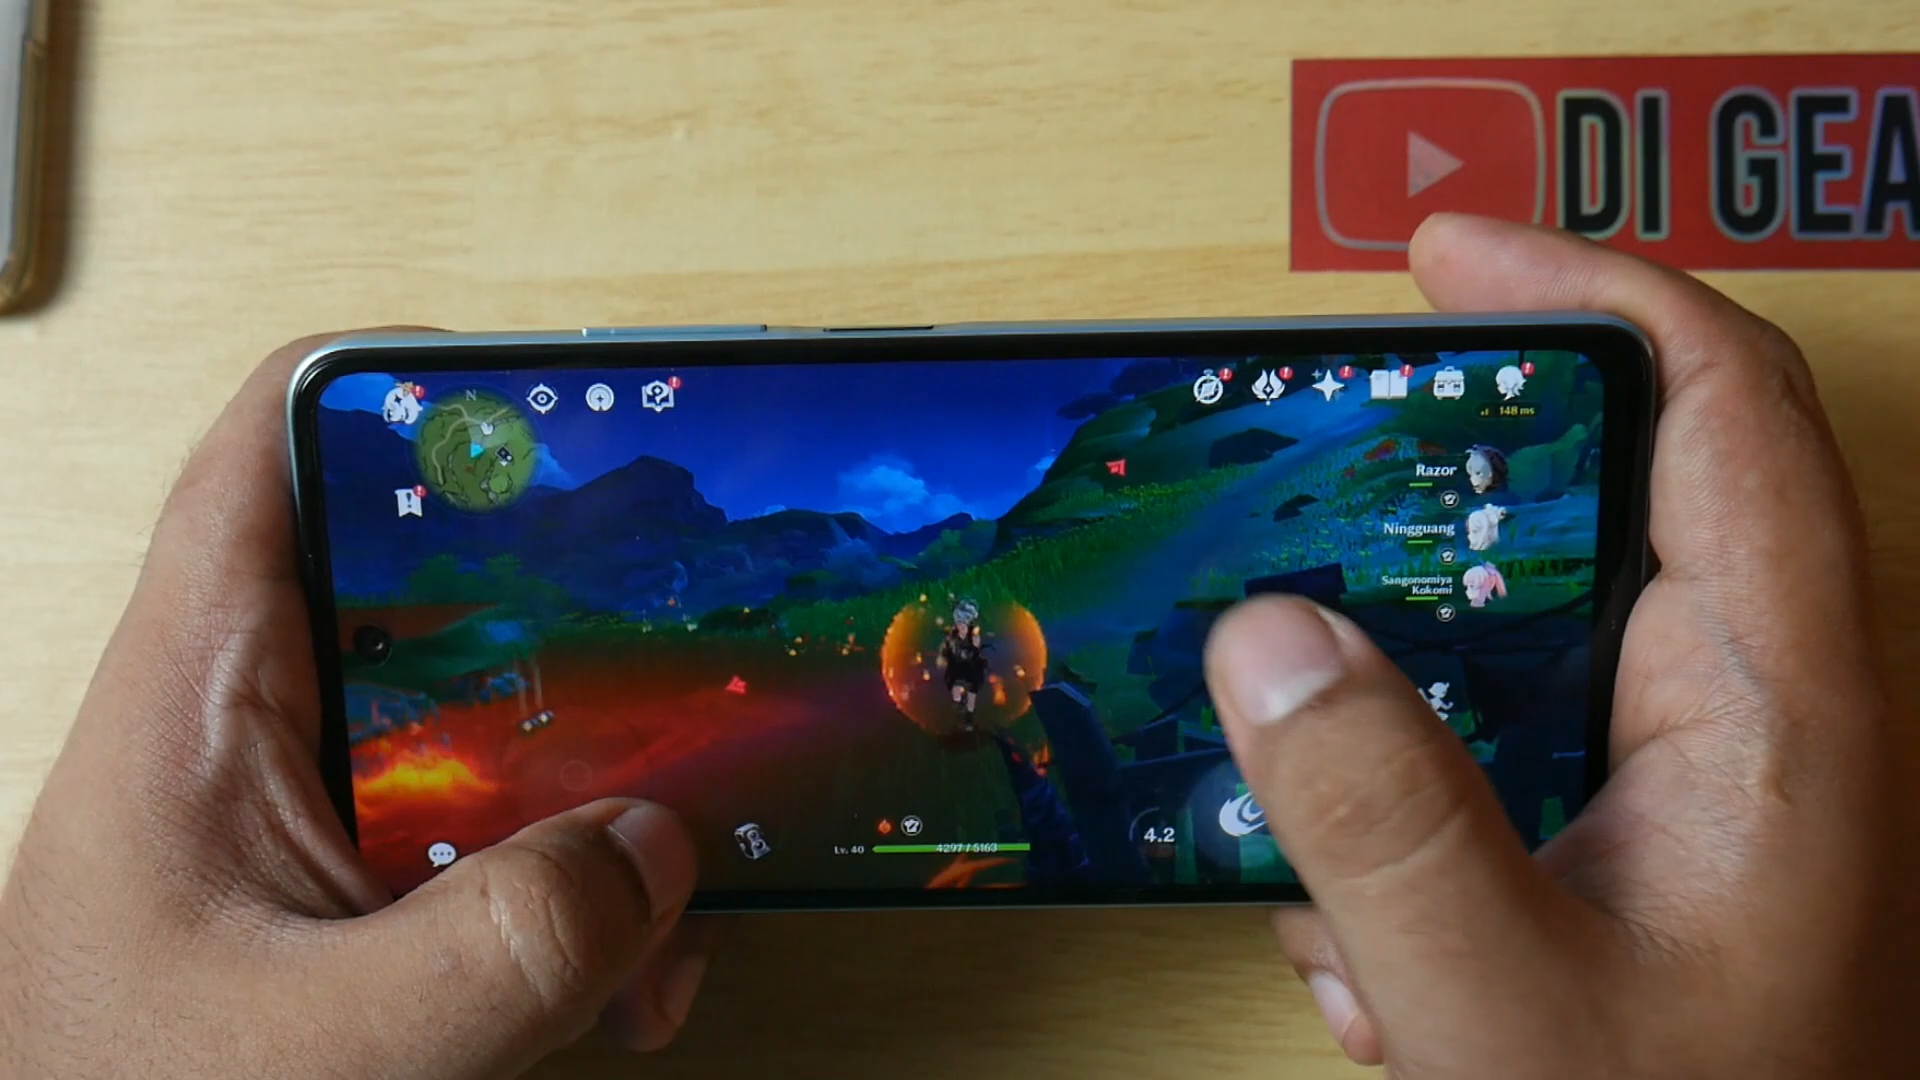 DI GEA
N
148 ms
Razor
Ningguang
Sangonomiya
Kokomi
4.2
Lv. 40
4297 / 5163